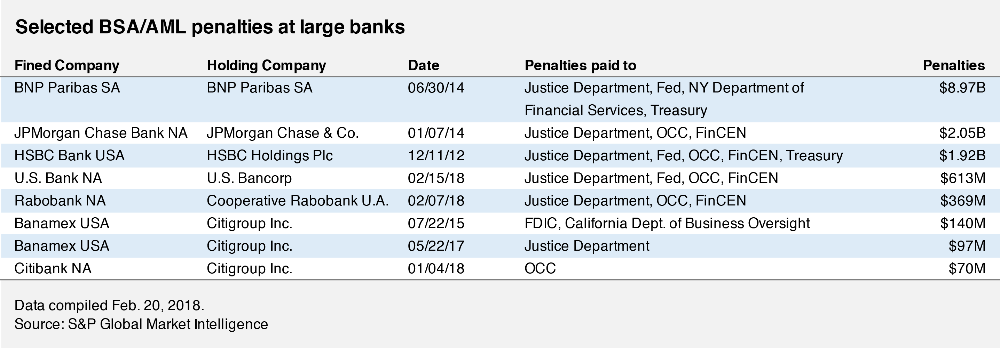 Selected BSA/AML penalties at large banks
Fined Company Holding Company Date Penalties paid to Penalties
BNP Paribas SA BNP Paribas SA 06/30/14 Justice Department, Fed, NY Department of $8.97B
Financial Services, Treasury
JPMorgan Chase Bank NA JPMorgan Chase & Co. 01/07/14 Justice Department, OCC, FinCEN $2.05B
HSBC Bank USA HSBC Holdings Plc 12/11/12 Justice Department, Fed, OCC, FinCEN, Treasury $1.92B
U.S. Bank NA U.S. Bancorp 02/15/18 Justice Department, Fed, OCC, FinCEN $613M
Rabobank NA Cooperative Rabobank U.A. 02/07/18 Justice Department, OCC, FinCEN $369M
Banamex USA Citigroup Inc. 07/22/15 FDIC, California Dept. of Business Oversight $140M
Banamex USA Citigroup Inc. 05/22/17 Justice Department $97M
Citibank NA Citigroup Inc. 01/04/18 OCC $70M
Data compiled Feb. 20, 2018.
Source: S&P Global Market Intelligence